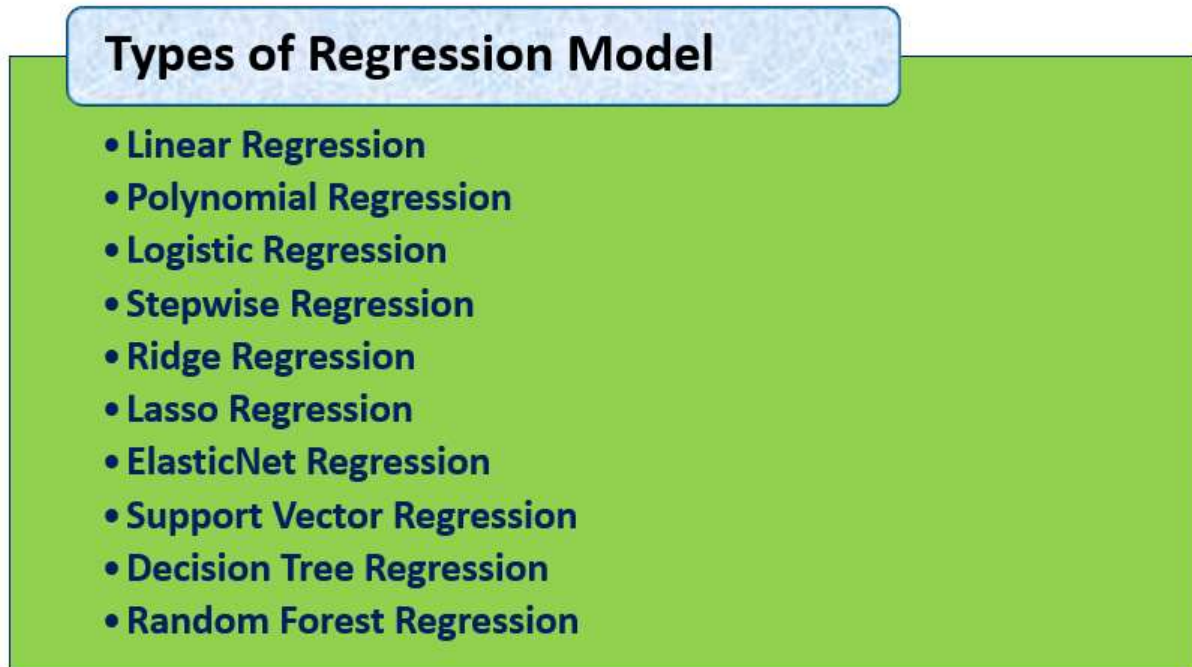 Types of Regression Model
• Linear Regression
• Polynomial Regression
• Logistic Regression
• Stepwise Regression
• Ridge Regression
• Lasso Regression
• ElasticNet Regression
• Support Vector Regression
• Decision Tree Regression
• Random Forest Regression